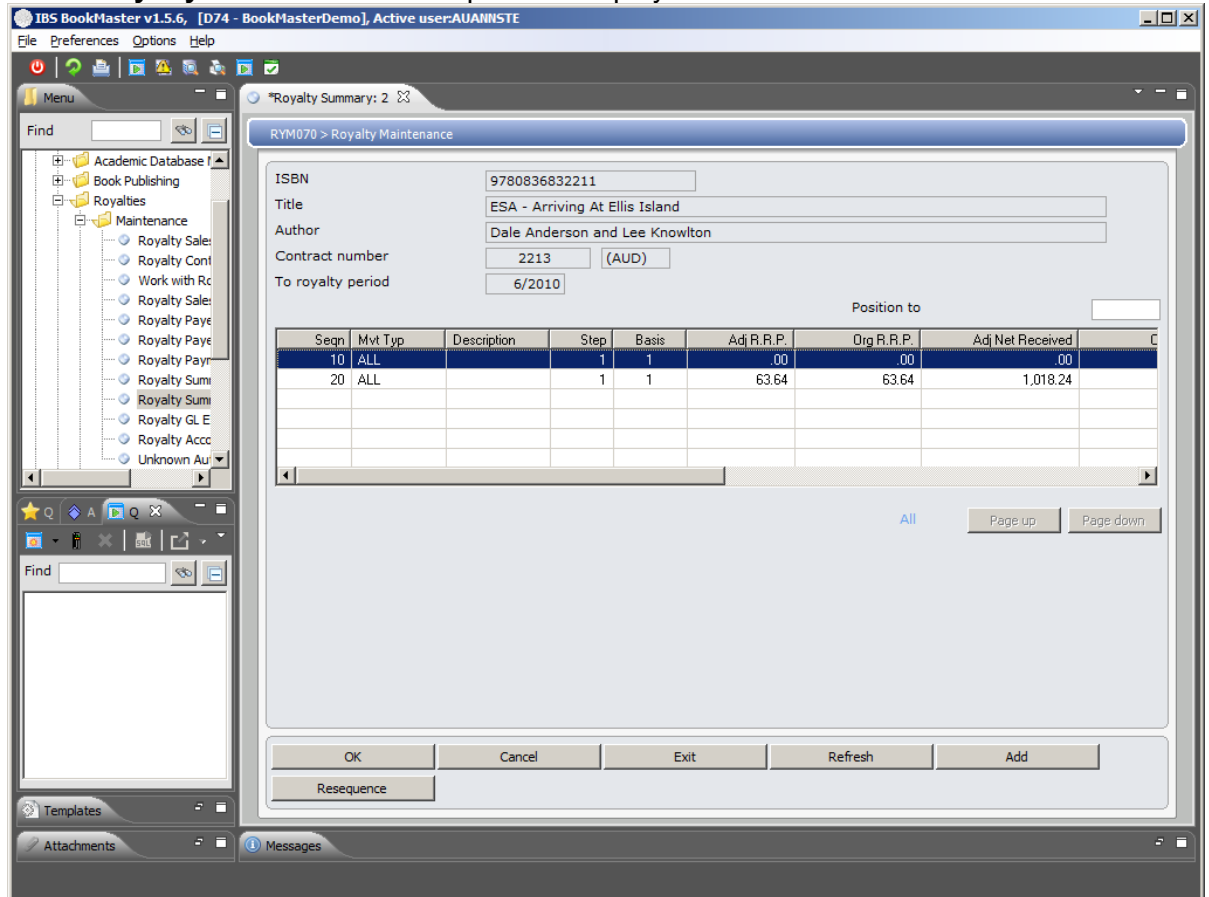 IBS BookMaster v1.5.6, [D74 - BookMasterDemo], Active user:AUANNSTE
File Preferences Options Help
Menu
*Royalty Summary: 2
Find
RYM070 > Royalty Maintenance
Academic Database
Book Publishing
Royalties
Maintenance
Royalty Sale
Royalty Cont
Work with Ro
Royalty Sale
Royalty Paye
Royalty Paye
Royalty Payr
Royalty Sum
Royalty Sum
Royalty GL E
Royalty Acco
Unknown Au
ISBN 9780836832211
Title ESA - Arriving At Ellis Island
Author Dale Anderson and Lee Knowlton
Contract number 2213 (AUD)
To royalty period 6/2010
Position to
Seqn Mvt Typ Description Step Basis Adj R.R.P. Org R.R.P. Adj Net Received
10 ALL 1 1 .00 .00 .00
20 ALL 1 1 63.64 63.64 1,018.24
All Page up Page down
Q A Q
Find
OK Cancel Exit Refresh Add
Resequence
Templates
Attachments
Messages